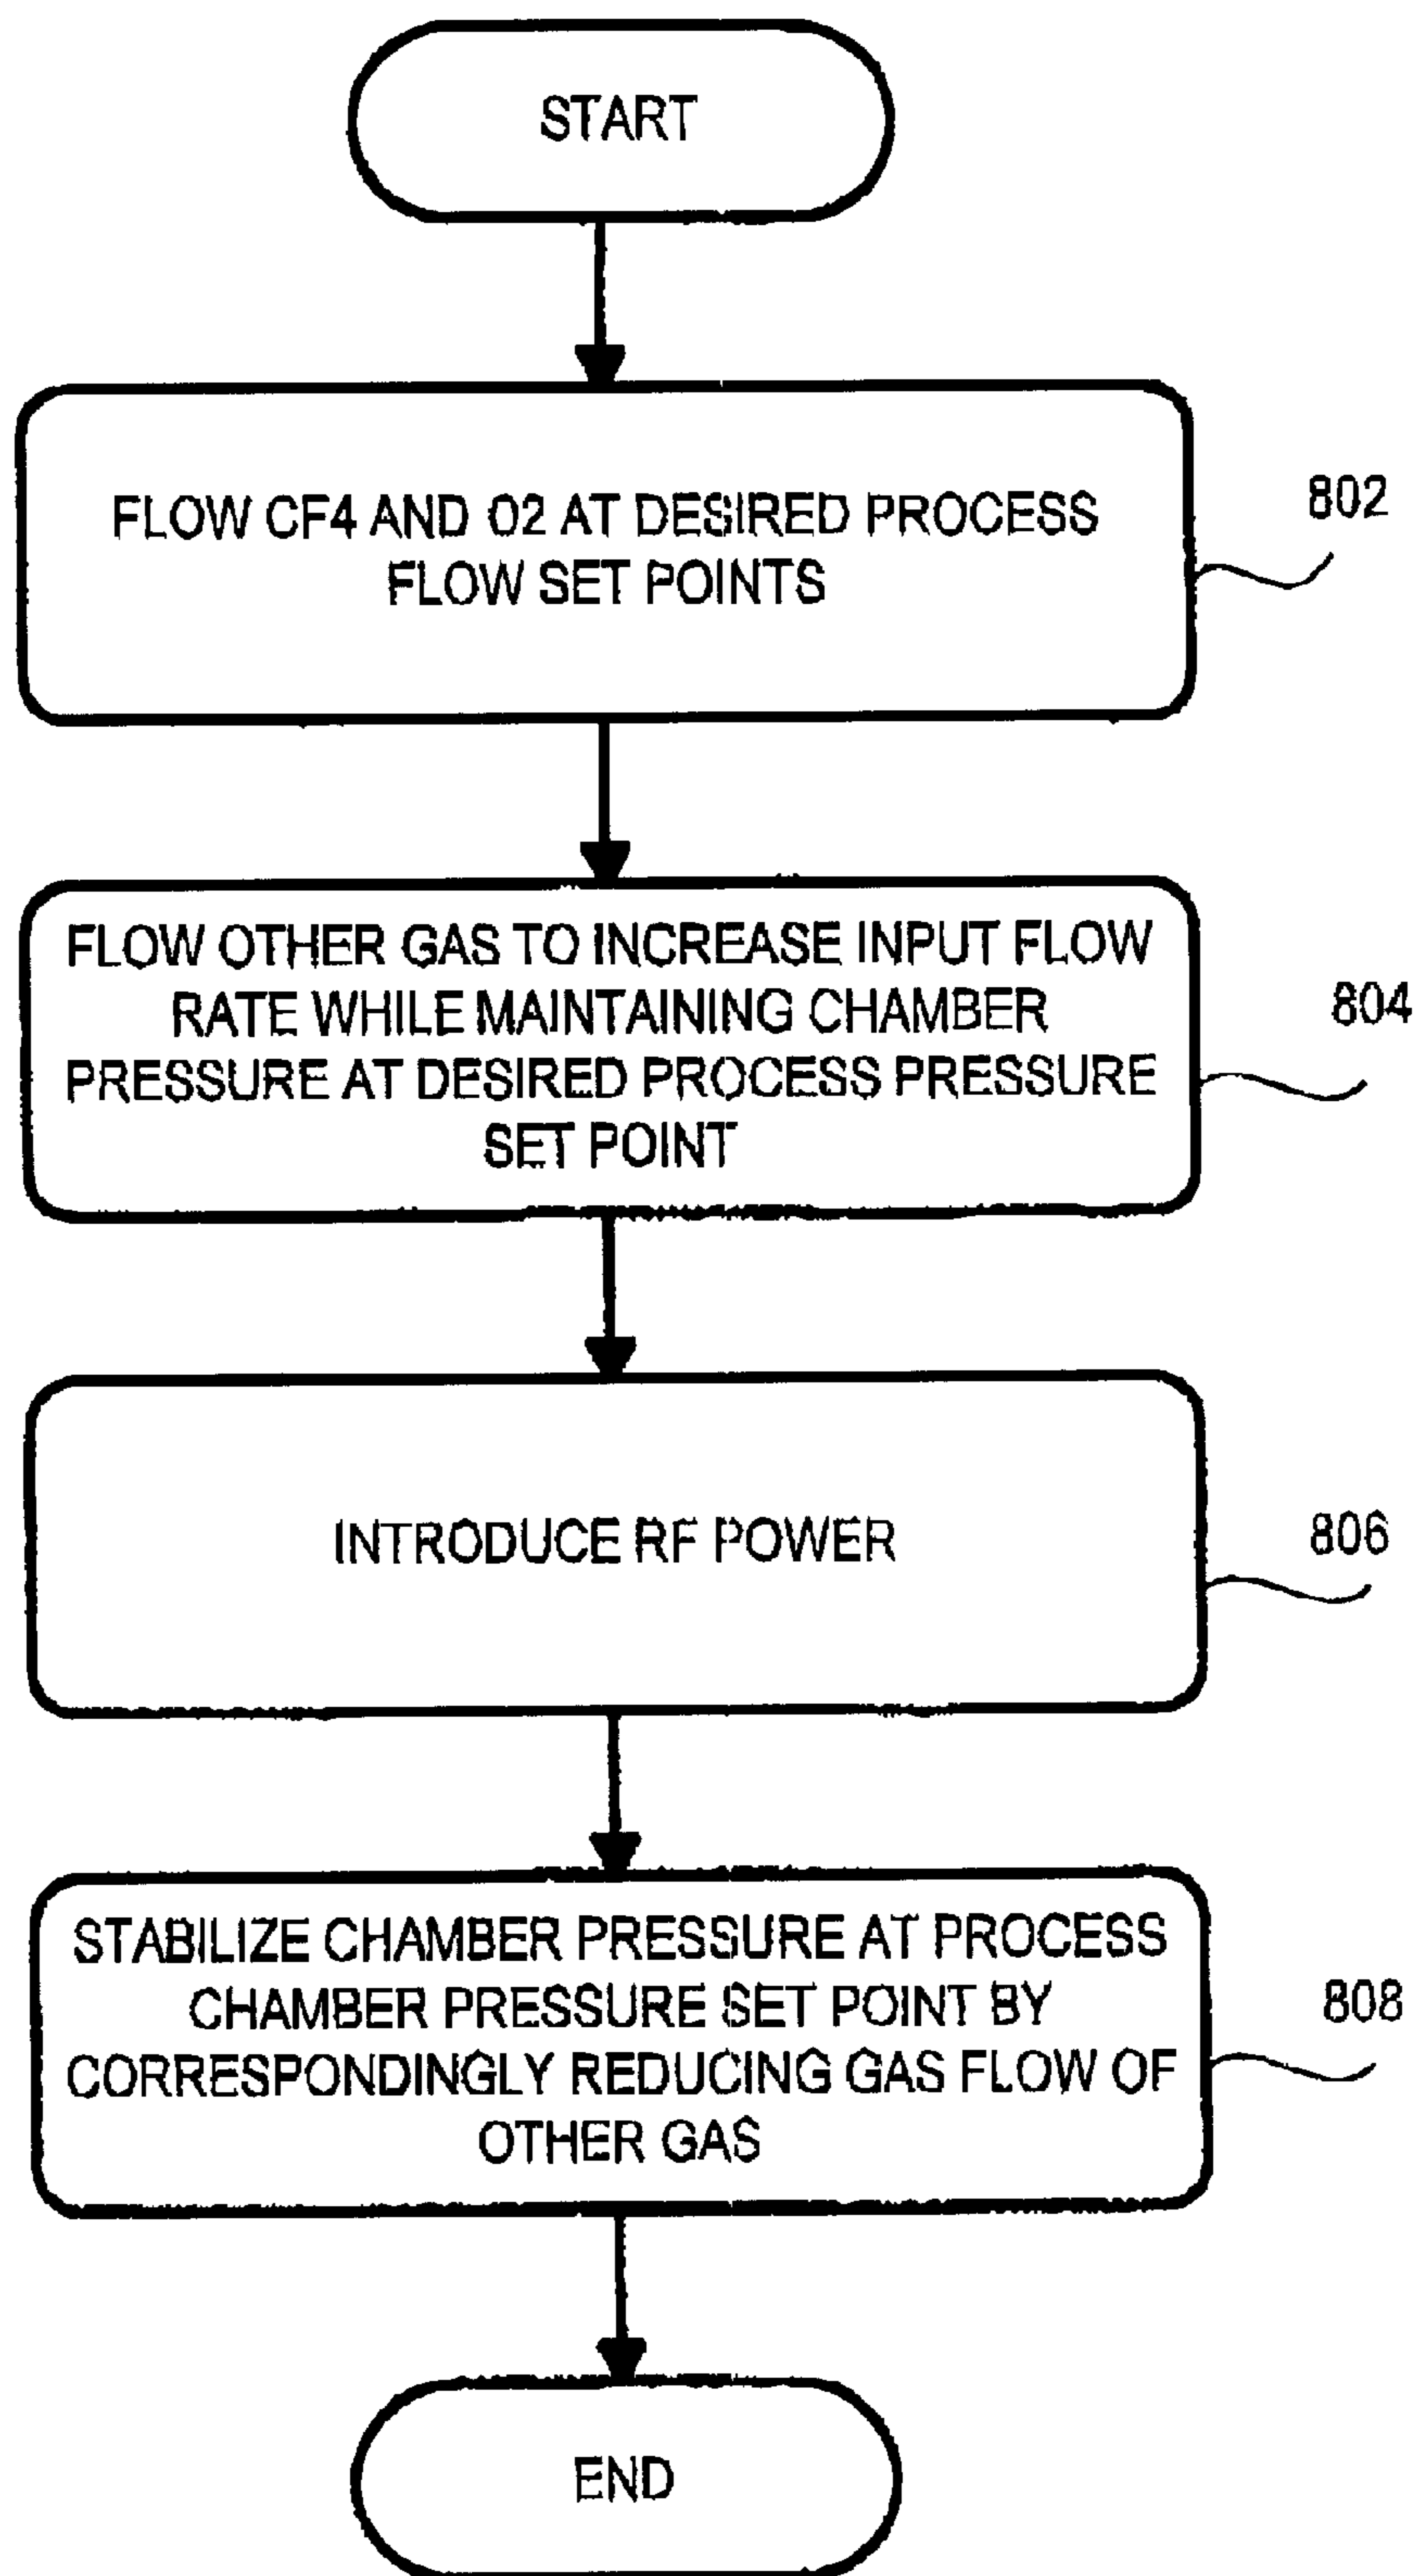 START
FLOW CF4 AND O2 AT DESIRED PROCESS
FLOW SET POINTS
802
FLOW OTHER GAS TO INCREASE INPUT FLOW
RATE WHILE MAINTAINING CHAMBER
PRESSURE AT DESIRED PROCESS PRESSURE
SET POINT
804
INTRODUCE RF POWER
806
STABILIZE CHAMBER PRESSURE AT PROCESS
CHAMBER PRESSURE SET POINT BY
CORRESPONDINGLY REDUCING GAS FLOW OF
OTHER GAS
808
END